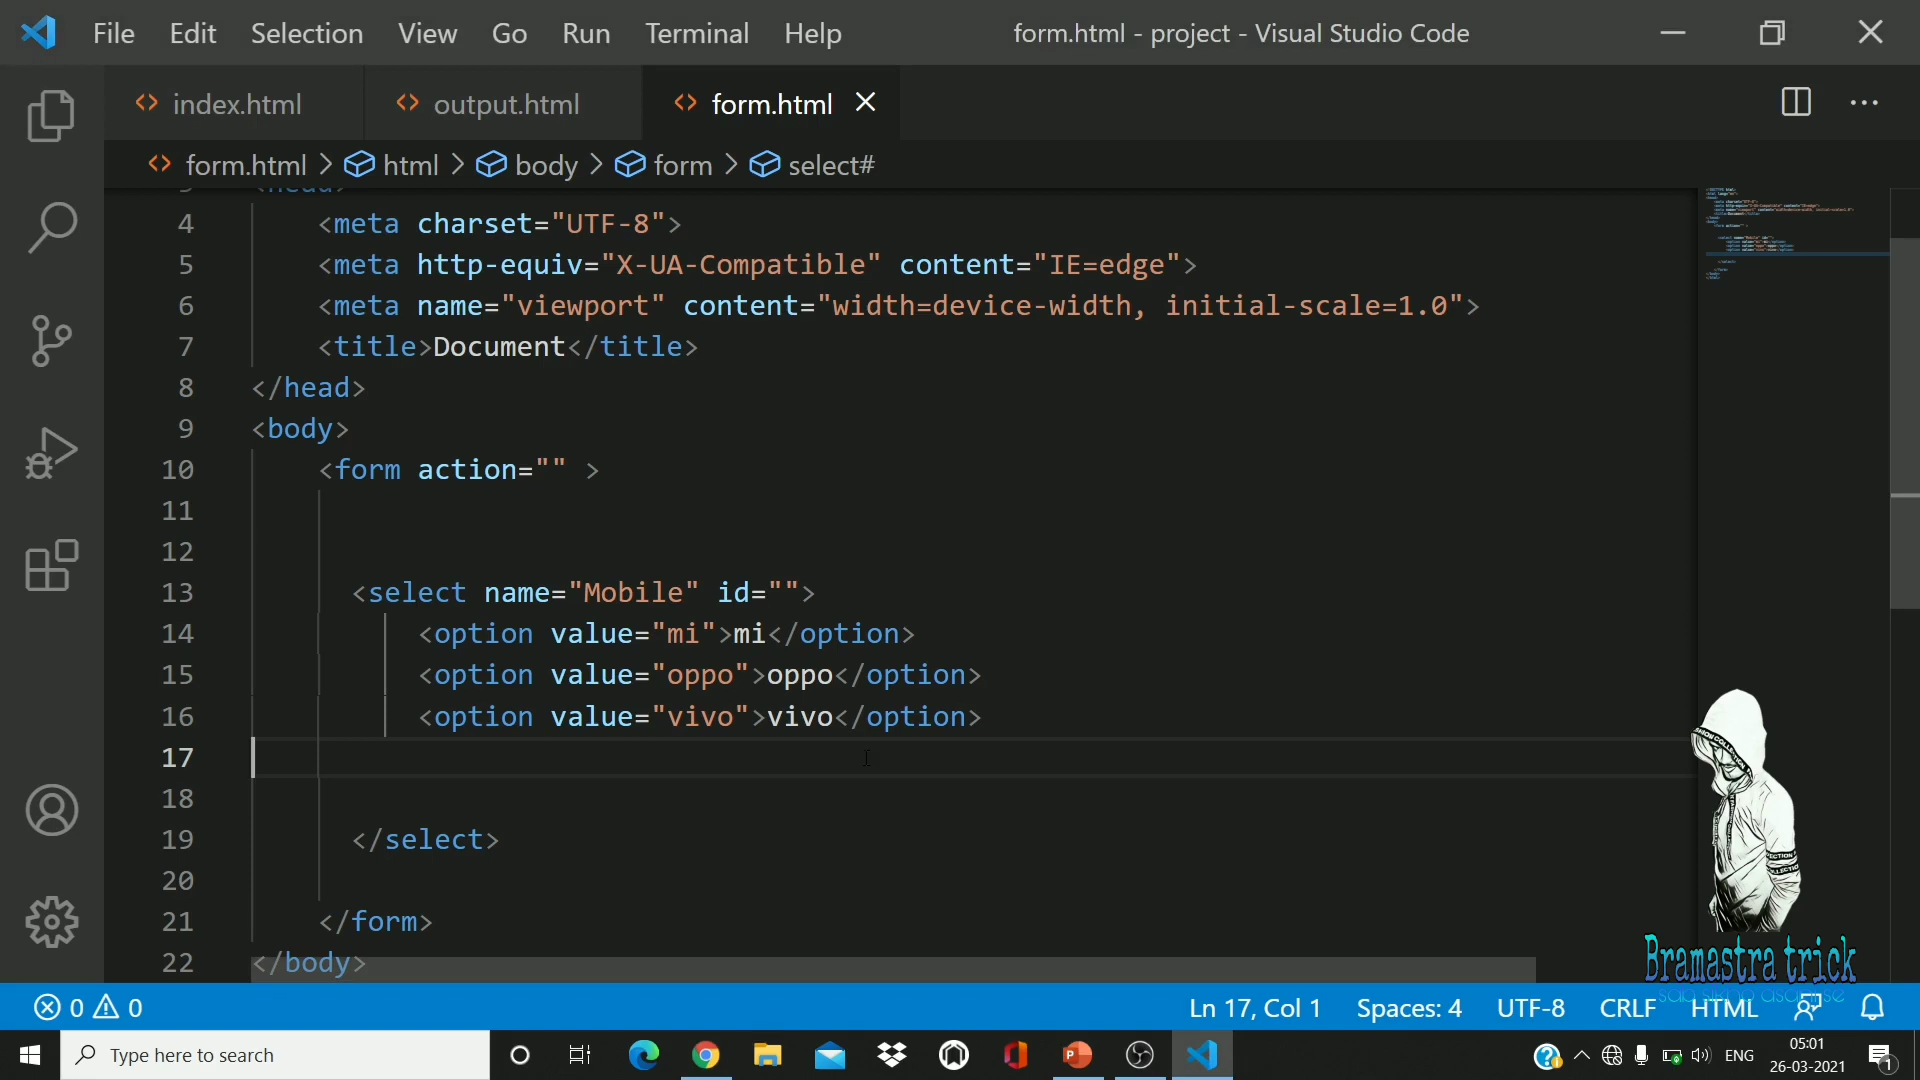 File Edit Selection View Go Run Terminal Help form.html - project - Visual Studio Code
index.html output.html form.html
form.html > html > body > form > select#
3 <head>
4 <meta charset="UTF-8">
5 <meta http-equiv="X-UA-Compatible" content="IE=edge">
6 <meta name="viewport" content="width=device-width, initial-scale=1.0">
7 <title>Document</title>
8 </head>
9 <body>
10 <form action="" >
11
12
13 <select name="Mobile" id="">
14 <option value="mi">mi</option>
15 <option value="oppo">oppo</option>
16 <option value="vivo">vivo</option>
17
18
19 </select>
20
21 </form>
22 </body>
Bramastra trick
0 0 Ln 17, Col 1 Spaces: 4 UTF-8 CRLF HTML
Type here to search ENG 05:01
26-03-2021
1